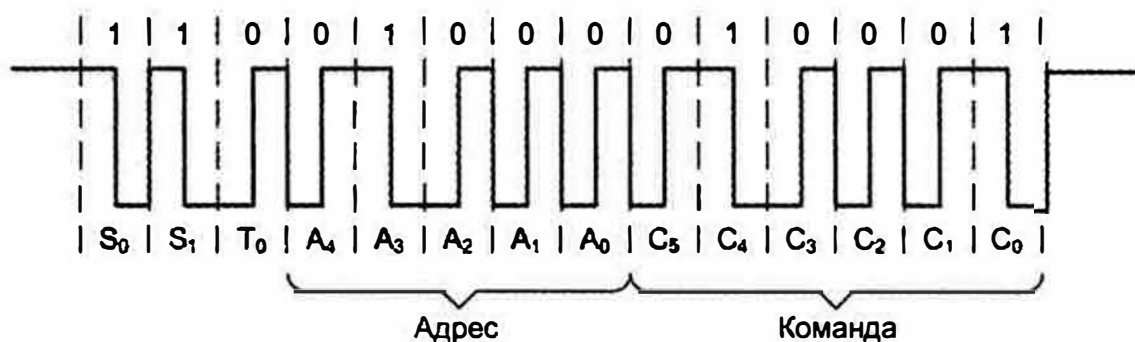 | 1 | 1 | 0 | 0 | 1 | 0 | 0 | 0 | 0 | 1 | 0 | 0 | 0 | 1 |
| S₀ | S₁ | T₀ | A₄ | A₃ | A₂ | A₁ | A₀ | C₅ | C₄ | C₃ | C₂ | C₁ | C₀ |
Адрес Команда